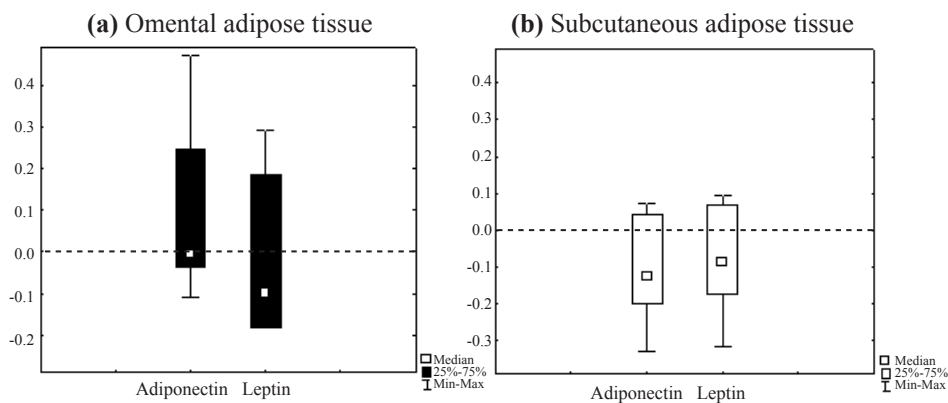 (a) Omental adipose tissue
0.4
0.3
0.2
0.1
0.0
-0.1
-0.2
Adiponectin Leptin
Median
25%-75%
Min-Max
(b) Subcutaneous adipose tissue
0.4
0.3
0.2
0.1
0.0
-0.1
-0.2
-0.3
Adiponectin Leptin
Median
25%-75%
Min-Max